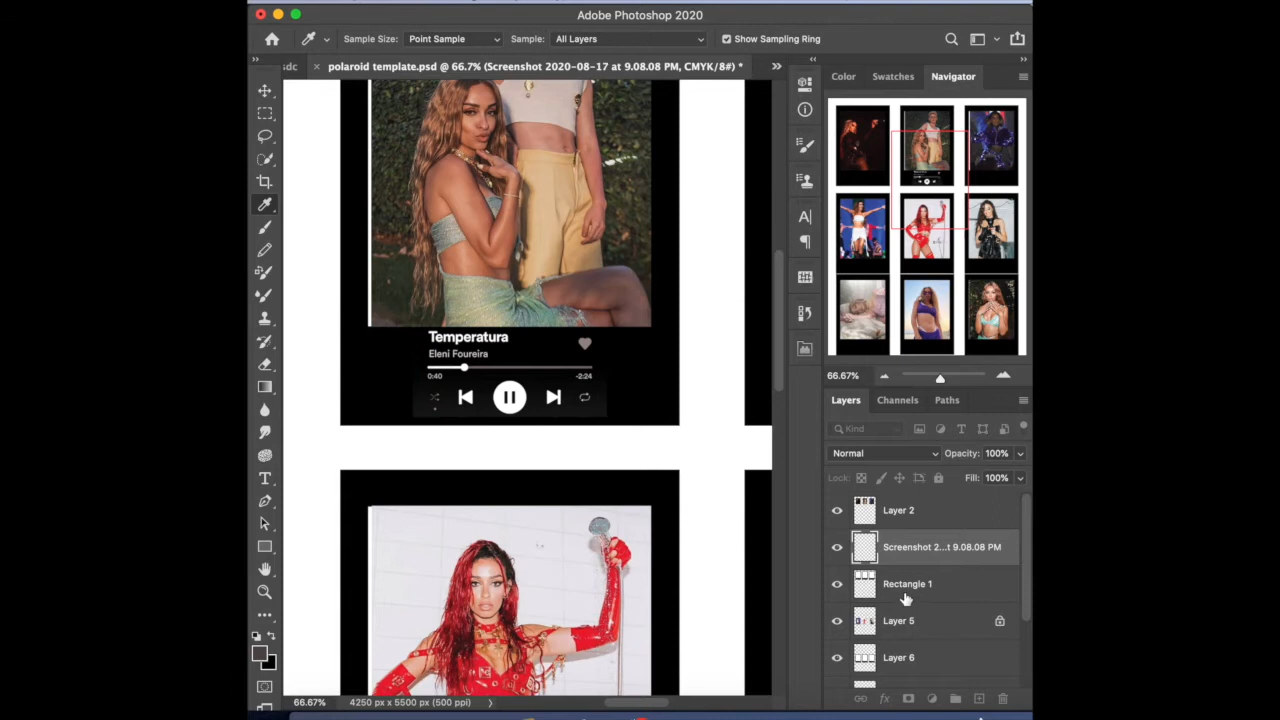 Adobe Photoshop 2020
Sample Size: Point Sample Sample: All Layers Show Sampling Ring
sdc × polaroid template.psd @ 66.7% (Screenshot 2020-08-17 at 9.08.08 PM, CMYK/8#) *
Color Swatches Navigator
Temperatura
Eleni Foureira
0:40 -2:24
66.67%
Layers Channels Paths
Kind
Normal Opacity: 100%
Lock: Fill: 100%
Layer 2
Screenshot 2...t 9.08.08 PM
Rectangle 1
Layer 5
Layer 6
66.67% 4250 px x 5500 px (500 ppi)